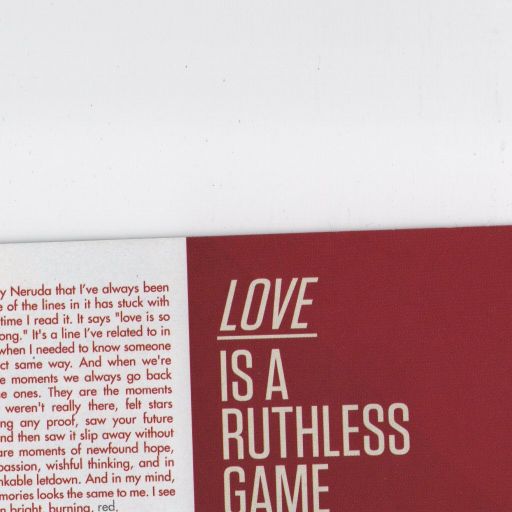 y Neruda that I've always been
of the lines in it has stuck with
time I read it. It says "love is so
ong." It's a line I've related to in
when I needed to know someone
ct same way. And when we're
moments we always go back
ones. They are the moments
weren't really there, felt stars
ng any proof, saw your future
nd then saw it slip away without
are moments of newfound hope,
passion, wishful thinking, and in
nkable letdown. And in my mind,
mories looks the same to me. I see
bright, burning, red.
LOVE
IS A
RUTHLESS
GAME